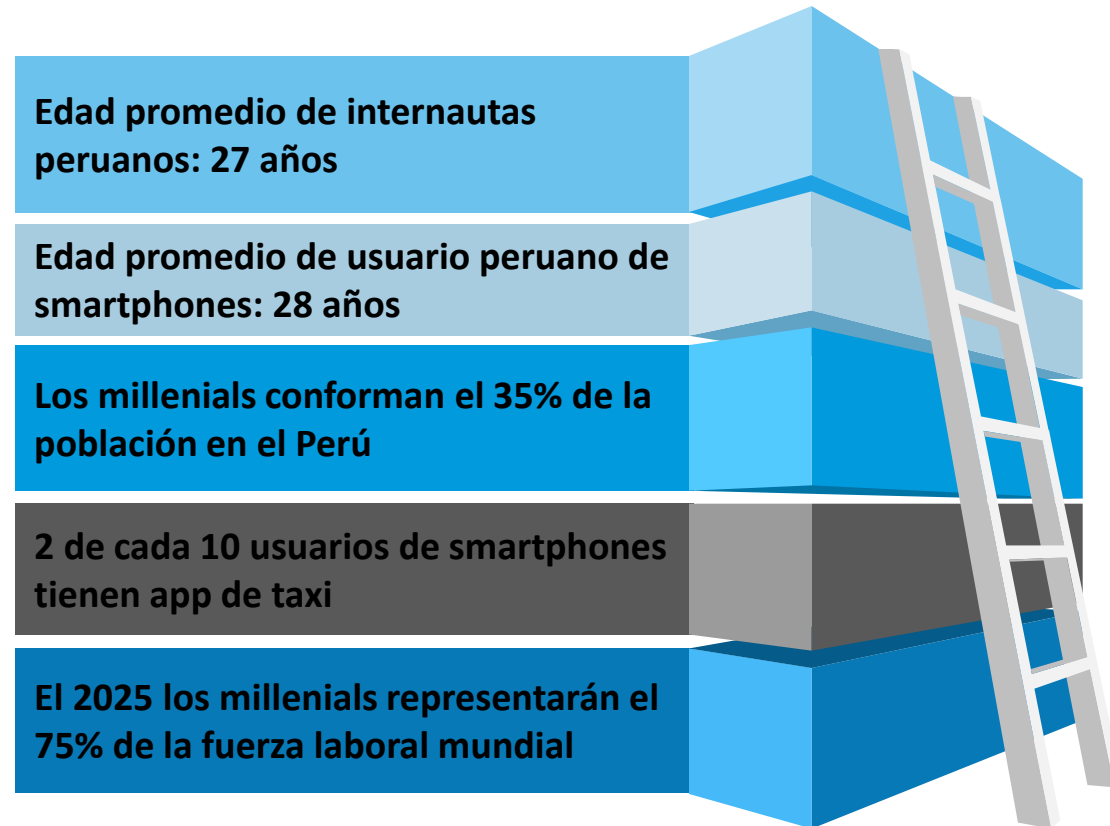 Edad promedio de internautas
peruanos: 27 años
Edad promedio de usuario peruano de
smartphones: 28 años
Los millenials conforman el 35% de la
población en el Perú
2 de cada 10 usuarios de smartphones
tienen app de taxi
El 2025 los millenials representarán el
75% de la fuerza laboral mundial